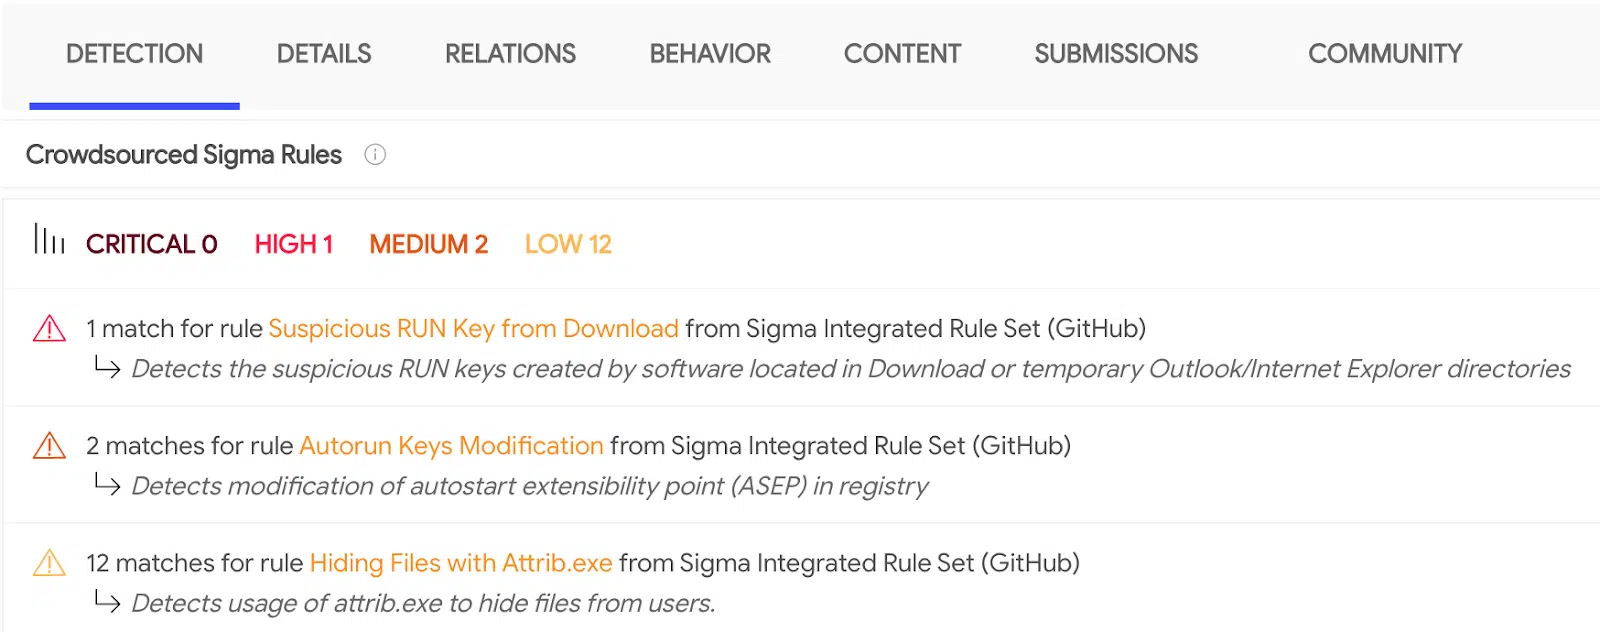 DETECTION DETAILS RELATIONS BEHAVIOR CONTENT SUBMISSIONS COMMUNITY
Crowdsourced Sigma Rules
CRITICAL 0 HIGH 1 MEDIUM 2 LOW 12
1 match for rule Suspicious RUN Key from Download from Sigma Integrated Rule Set (GitHub)
Detects the suspicious RUN keys created by software located in Download or temporary Outlook/Internet Explorer directories
2 matches for rule Autorun Keys Modification from Sigma Integrated Rule Set (GitHub)
Detects modification of autostart extensibility point (ASEP) in registry
12 matches for rule Hiding Files with Attrib.exe from Sigma Integrated Rule Set (GitHub)
Detects usage of attrib.exe to hide files from users.